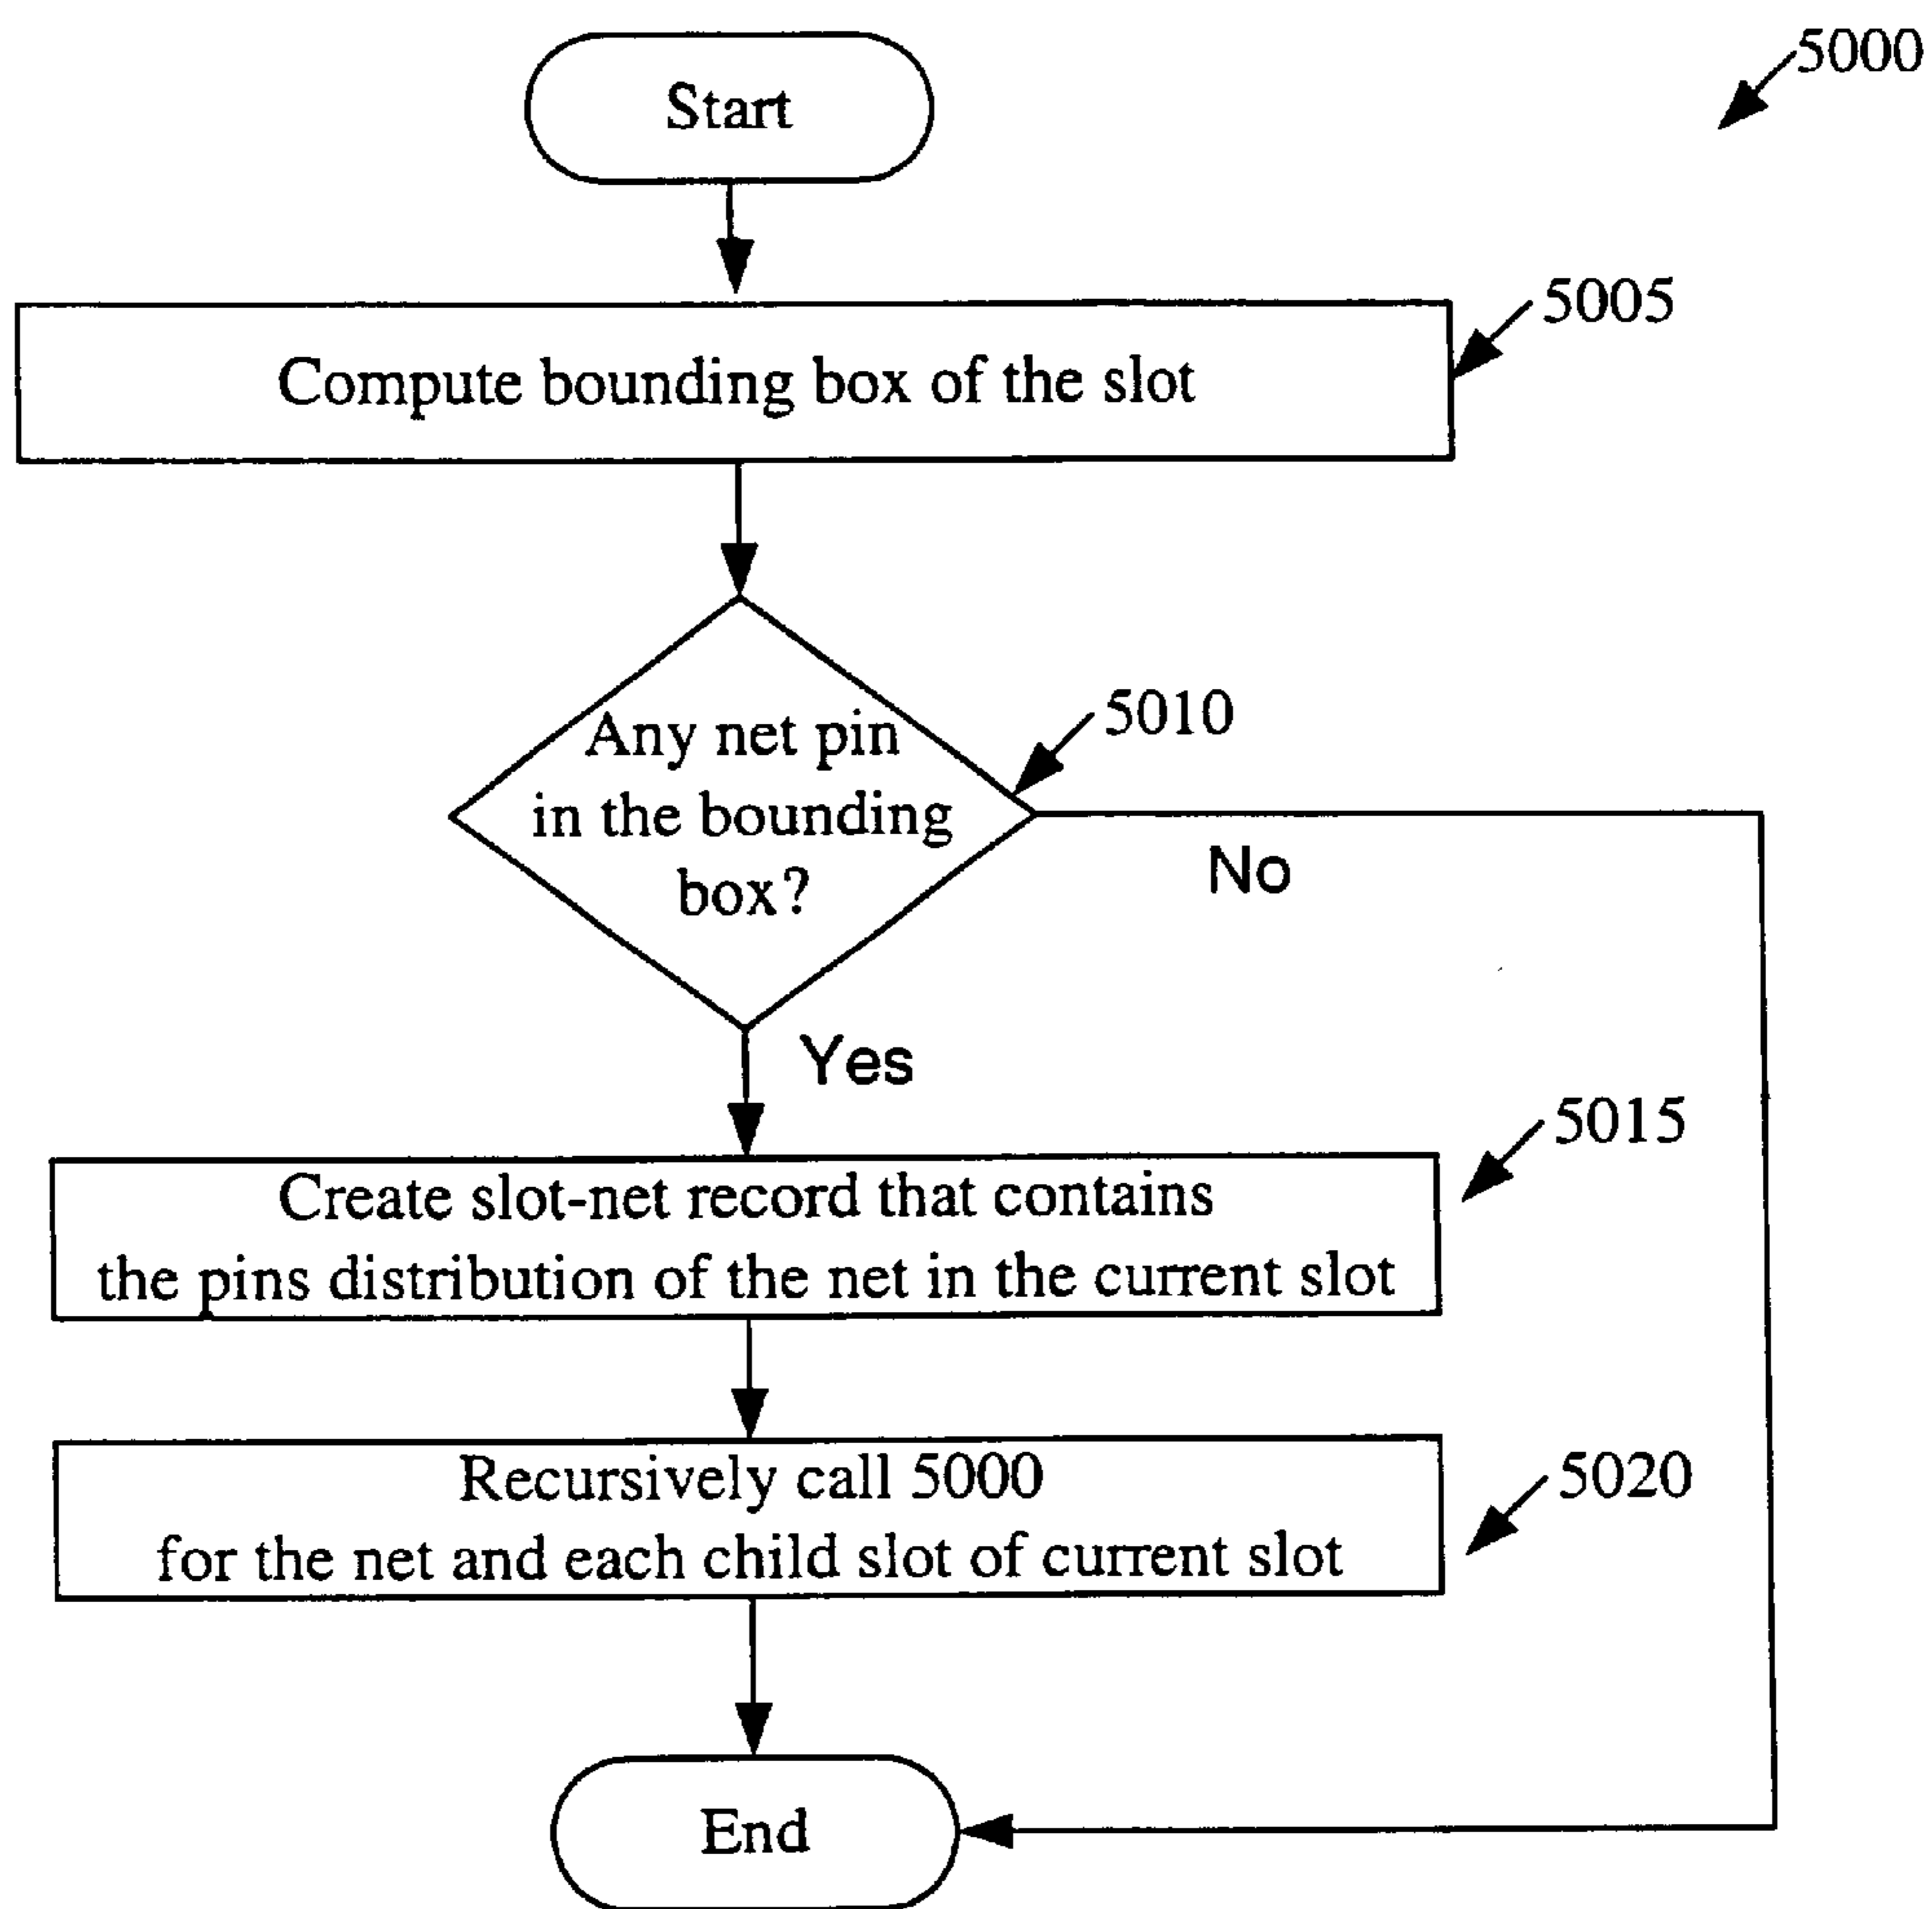 Start
5000
5005
Compute bounding box of the slot
5010
Any net pin
in the bounding
box?
No
Yes
5015
Create slot-net record that contains
the pins distribution of the net in the current slot
5020
Recursively call 5000
for the net and each child slot of current slot
End